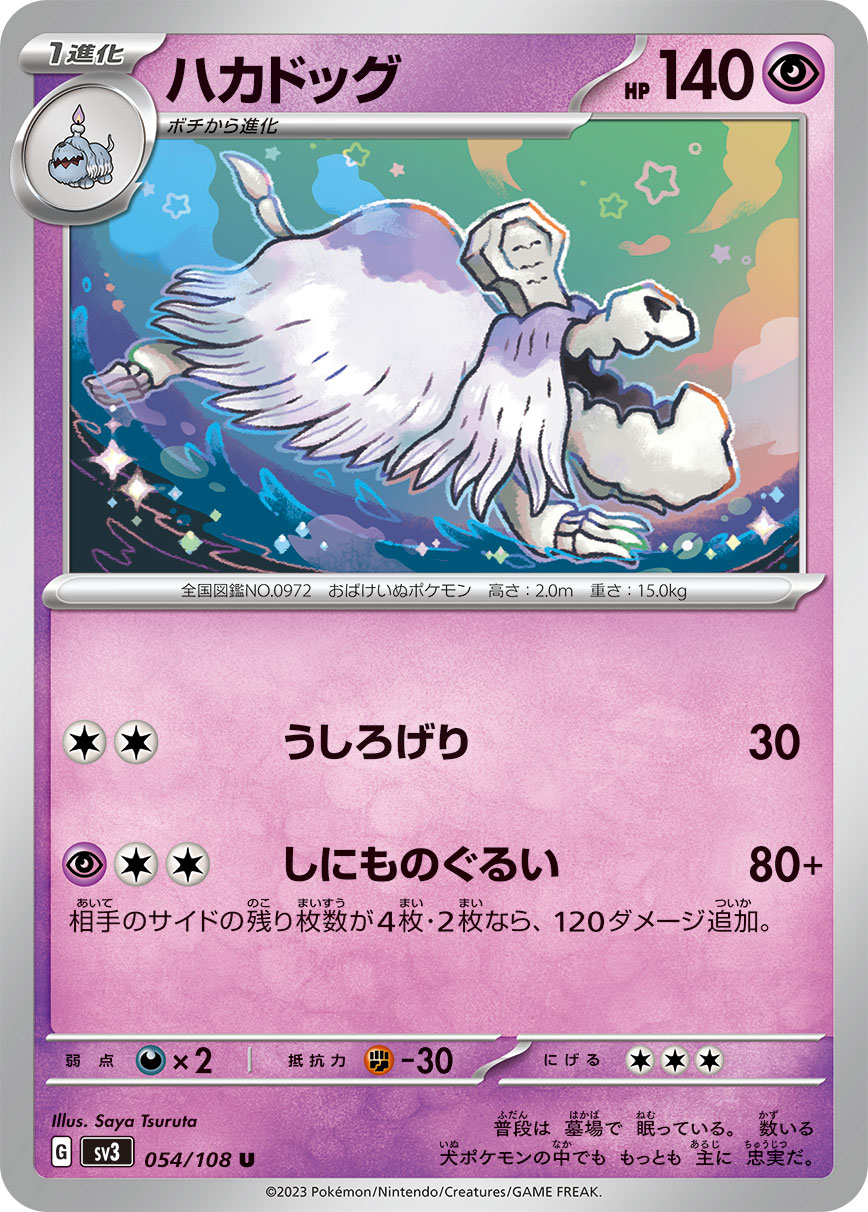 1進化
ハカドッグ
HP 140
ボチから進化
全国図鑑NO.0972 おばけいぬポケモン 高さ：2.0m 重さ：15.0kg
うしろげり 30
しにものぐるい 80+
相手のサイドの残り枚数が4枚・2枚なら、120ダメージ追加。
弱点 ×2 抵抗力 -30 にげる
Illus. Saya Tsuruta
普段は 墓場で 眠っている。 数いる
犬ポケモンの中でも もっとも 主に 忠実だ。
G sv3 054/108 U
©2023 Pokémon/Nintendo/Creatures/GAME FREAK.